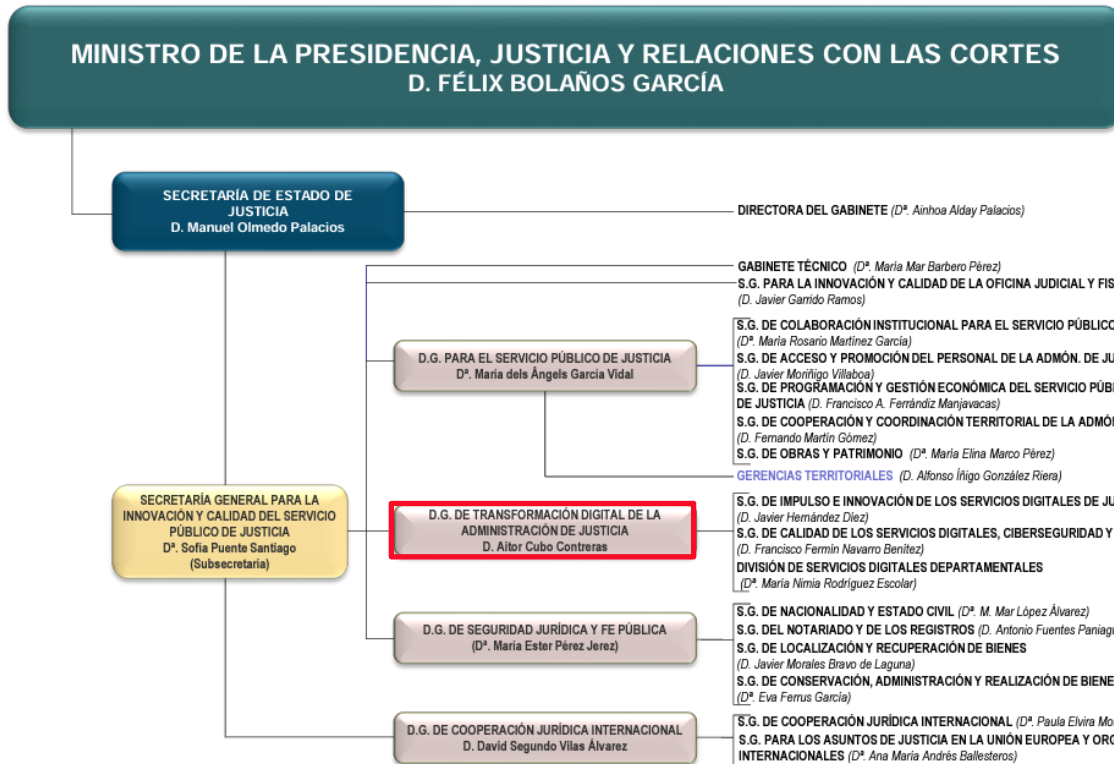 MINISTRO DE LA PRESIDENCIA, JUSTICIA Y RELACIONES CON LAS CORTES
D. FÉLIX BOLAÑOS GARCÍA
SECRETARÍA DE ESTADO DE
JUSTICIA
D. Manuel Olmedo Palacios
DIRECTORA DEL GABINETE (Dª. Ainhoa Alday Palacios)
GABINETE TÉCNICO (Dª. María Mar Barbero Pérez)
S.G. PARA LA INNOVACIÓN Y CALIDAD DE LA OFICINA JUDICIAL Y FIS
(D. Javier Garrido Ramos)
D.G. PARA EL SERVICIO PÚBLICO DE JUSTICIA
Dª. Maria dels Àngels García Vidal
S.G. DE COLABORACIÓN INSTITUCIONAL PARA EL SERVICIO PÚBLICO
(Dª. María Rosario Martínez García)
S.G. DE ACCESO Y PROMOCIÓN DEL PERSONAL DE LA ADMÓN. DE JU
(D. Javier Moriñigo Villaboa)
S.G. DE PROGRAMACIÓN Y GESTIÓN ECONÓMICA DEL SERVICIO PÚBL
DE JUSTICIA (D. Francisco A. Ferrándiz Manjavacas)
S.G. DE COOPERACIÓN Y COORDINACIÓN TERRITORIAL DE LA ADMÓN
(D. Fernando Martín Gómez)
S.G. DE OBRAS Y PATRIMONIO (Dª. María Elina Marco Pérez)
GERENCIAS TERRITORIALES (D. Alfonso Íñigo González Riera)
SECRETARÍA GENERAL PARA LA
INNOVACIÓN Y CALIDAD DEL SERVICIO
PÚBLICO DE JUSTICIA
Dª. Sofía Puente Santiago
(Subsecretaría)
D.G. DE TRANSFORMACIÓN DIGITAL DE LA
ADMINISTRACIÓN DE JUSTICIA
D. Aitor Cubo Contreras
S.G. DE IMPULSO E INNOVACIÓN DE LOS SERVICIOS DIGITALES DE JU
(D. Javier Hernández Díez)
S.G. DE CALIDAD DE LOS SERVICIOS DIGITALES, CIBERSEGURIDAD Y
(D. Francisco Fermín Navarro Benítez)
DIVISIÓN DE SERVICIOS DIGITALES DEPARTAMENTALES
(Dª. María Nimia Rodríguez Escolar)
D.G. DE SEGURIDAD JURÍDICA Y FE PÚBLICA
(Dª. María Ester Pérez Jerez)
S.G. DE NACIONALIDAD Y ESTADO CIVIL (Dª. M. Mar López Álvarez)
S.G. DEL NOTARIADO Y DE LOS REGISTROS (D. Antonio Fuentes Paniagu
S.G. DE LOCALIZACIÓN Y RECUPERACIÓN DE BIENES
(D. Javier Morales Bravo de Laguna)
S.G. DE CONSERVACIÓN, ADMINISTRACIÓN Y REALIZACIÓN DE BIENE
(Dª. Eva Ferrus García)
D.G. DE COOPERACIÓN JURÍDICA INTERNACIONAL
D. David Segundo Vilas Álvarez
S.G. DE COOPERACIÓN JURÍDICA INTERNACIONAL (Dª. Paula Elvira Mo
S.G. PARA LOS ASUNTOS DE JUSTICIA EN LA UNIÓN EUROPEA Y ORG
INTERNACIONALES (Dª. Ana María Andrés Ballesteros)